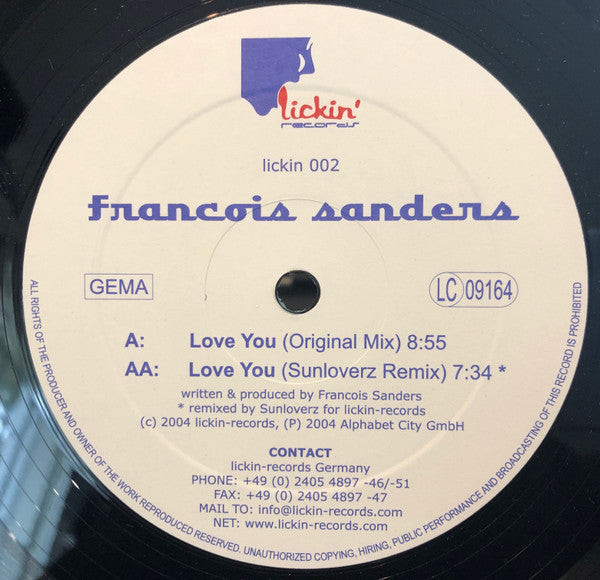 lickin'
records
lickin 002
francois sanders
GEMA
LC 09164
A: Love You (Original Mix) 8:55
AA: Love You (Sunloverz Remix) 7:34 *
written & produced by Francois Sanders
* remixed by Sunloverz for lickin-records
(c) 2004 lickin-records, (P) 2004 Alphabet City GmbH
CONTACT
lickin-records Germany
PHONE: +49 (0) 2405 4897 -46/-51
FAX: +49 (0) 2405 4897 -47
MAIL TO: info@lickin-records.com
NET: www.lickin-records.com
ALL RIGHTS OF THE PRODUCER AND OWNER OF THE WORK REPRODUCED RESERVED. UNAUTHORIZED COPYING, HIRING, PUBLIC PERFORMANCE AND BROADCASTING OF THIS RECORD IS PROHIBITED